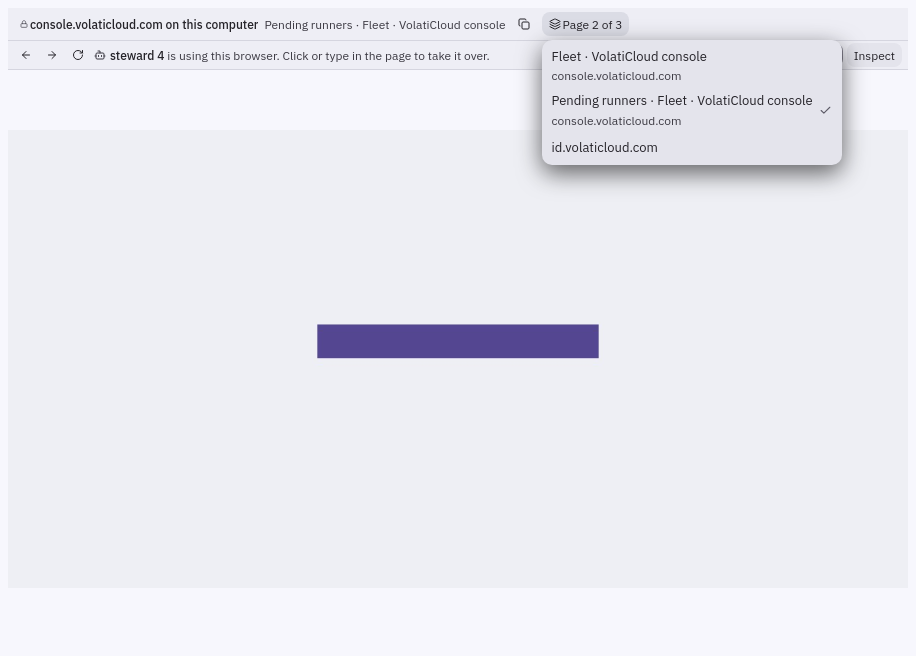 console.volaticloud.com on this computer Pending runners · Fleet · VolatiCloud console Page 2 of 3
steward 4 is using this browser. Click or type in the page to take it over. Inspect
Fleet · VolatiCloud console
console.volaticloud.com
Pending runners · Fleet · VolatiCloud console
console.volaticloud.com
id.volaticloud.com